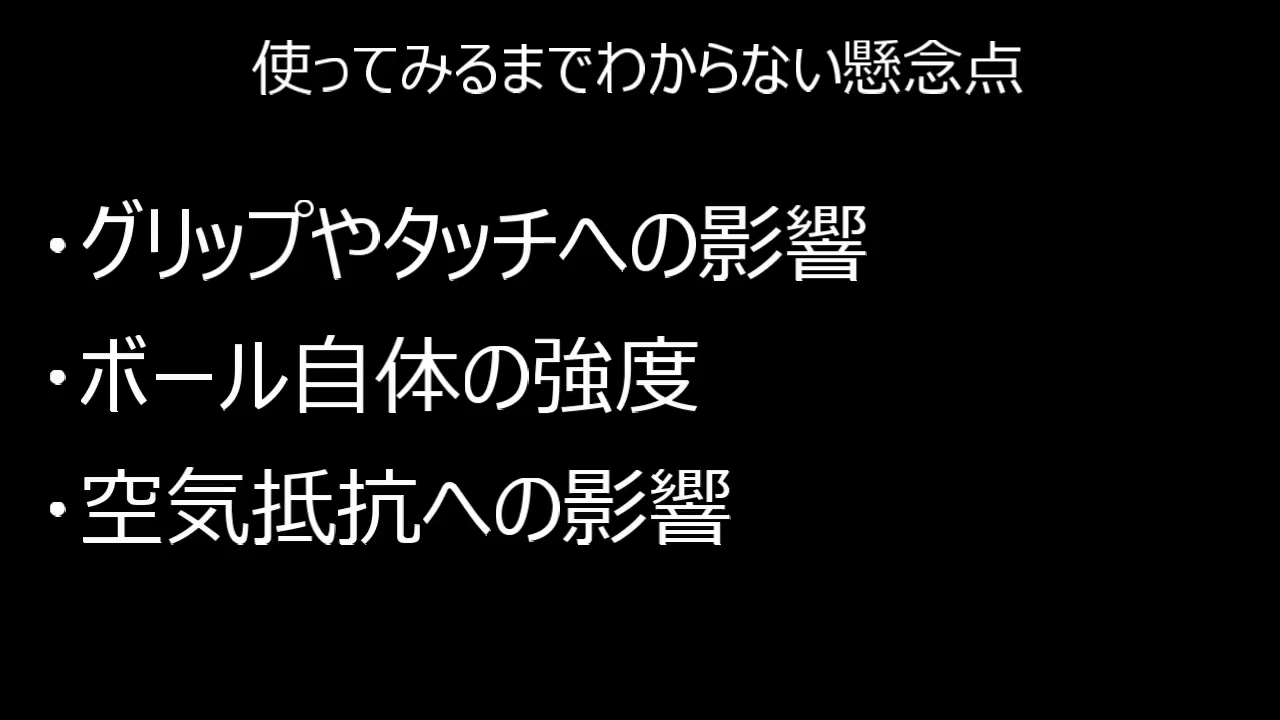 使ってみるまでわからない懸念点
・グリップやタッチへの影響
・ボール自体の強度
・空気抵抗への影響